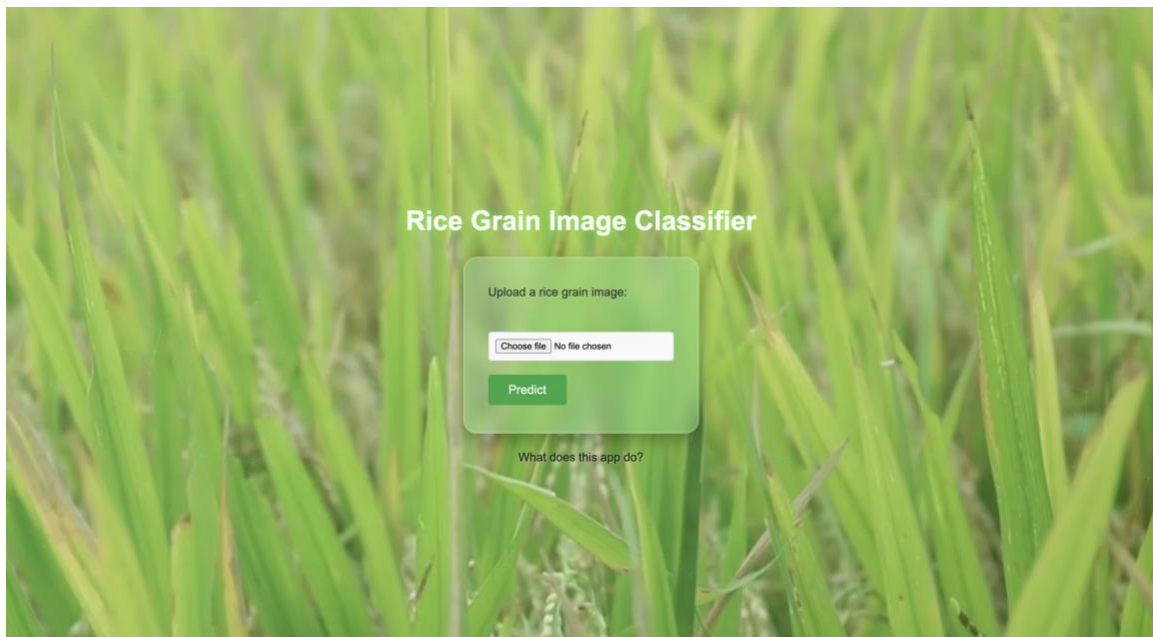 Rice Grain Image Classifier
Upload a rice grain image:
Choose file No file chosen
Predict
What does this app do?